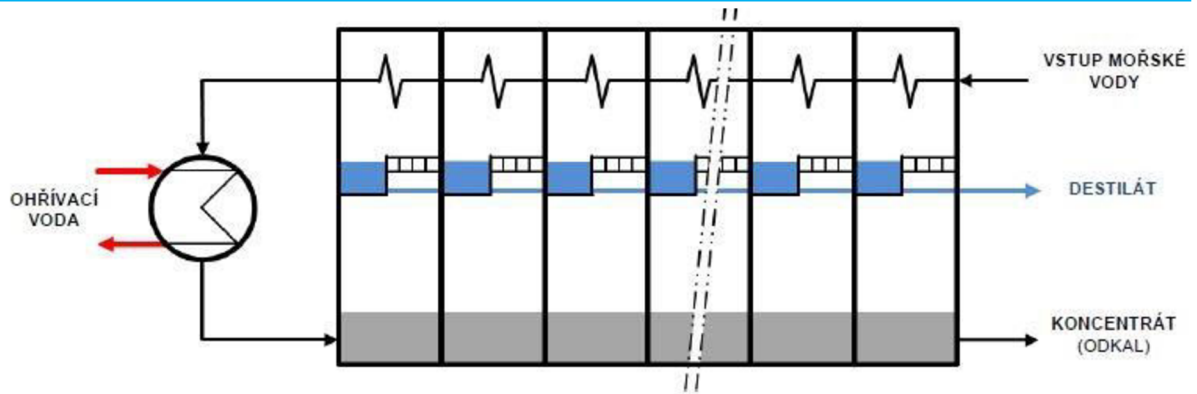 VSTUP MOŘSKÉ
VODY
OHŘÍVACÍ
VODA
DESTILÁT
KONCENTRÁT
(ODKAL)